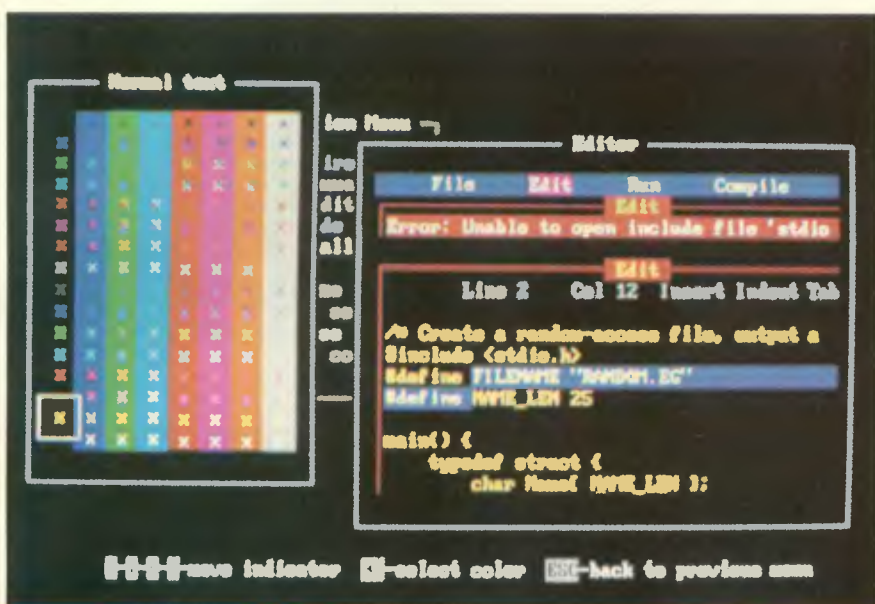 Normal text
ion Menu
Editor
File Edit Run Compile
Edit
Error: Unable to open include file 'stdio
Edit
Line 2 Col 12 Insert Indent Tab
/* Create a random-access file, output a
#include <stdio.h>
#define FILENAME "RANDOM.EG"
#define NAME_LEN 25
main() {
typedef struct {
char Name[ NAME_LEN ];
dit
all
co
-move indicator -select color ESC-back to previous menu